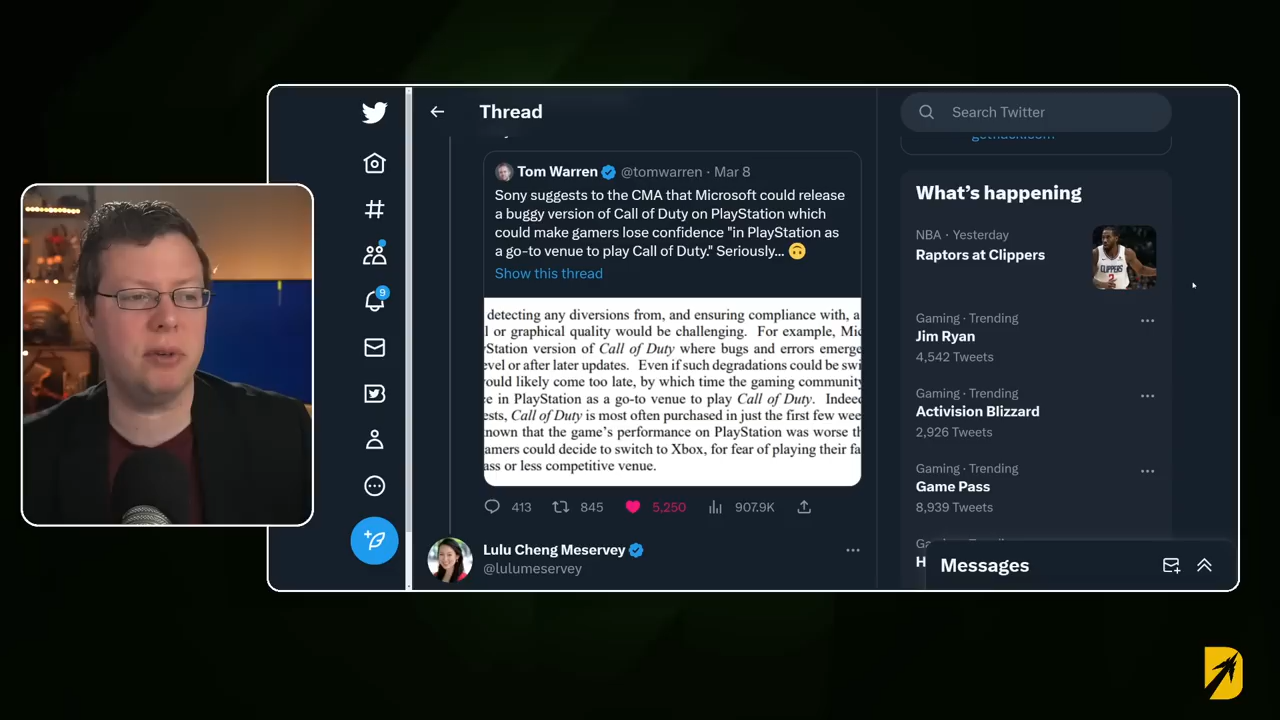 Thread
Search Twitter
Tom Warren @tomwarren · Mar 8
Sony suggests to the CMA that Microsoft could release
a buggy version of Call of Duty on PlayStation which
could make gamers lose confidence "in PlayStation as
a go-to venue to play Call of Duty." Seriously... 🙃
Show this thread
detecting any diversions from, and ensuring compliance with, a
l or graphical quality would be challenging. For example, Mic
yStation version of Call of Duty where bugs and errors emerge
evel or after later updates. Even if such degradations could be swi
ould likely come too late, by which time the gaming community
e in PlayStation as a go-to venue to play Call of Duty. Indeed
ests, Call of Duty is most often purchased in just the first few wee
nown that the game's performance on PlayStation was worse th
amers could decide to switch to Xbox, for fear of playing their fa
ass or less competitive venue.
413 845 5,250 907.9K
Lulu Cheng Meservey
@lulumeservey
9
What's happening
NBA · Yesterday
Raptors at Clippers
CLIPPERS
2
Gaming · Trending
Jim Ryan
4,542 Tweets
Gaming · Trending
Activision Blizzard
2,926 Tweets
Gaming · Trending
Game Pass
8,939 Tweets
Messages